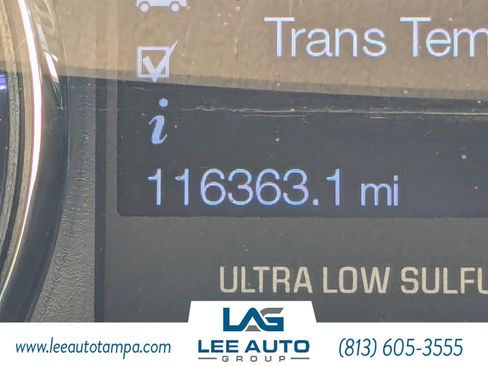 Trans Tem
i
116363.1 mi
ULTRA LOW SULFU
LAG
LEE AUTO
GROUP
www.leeautotampa.com
(813) 605-3555